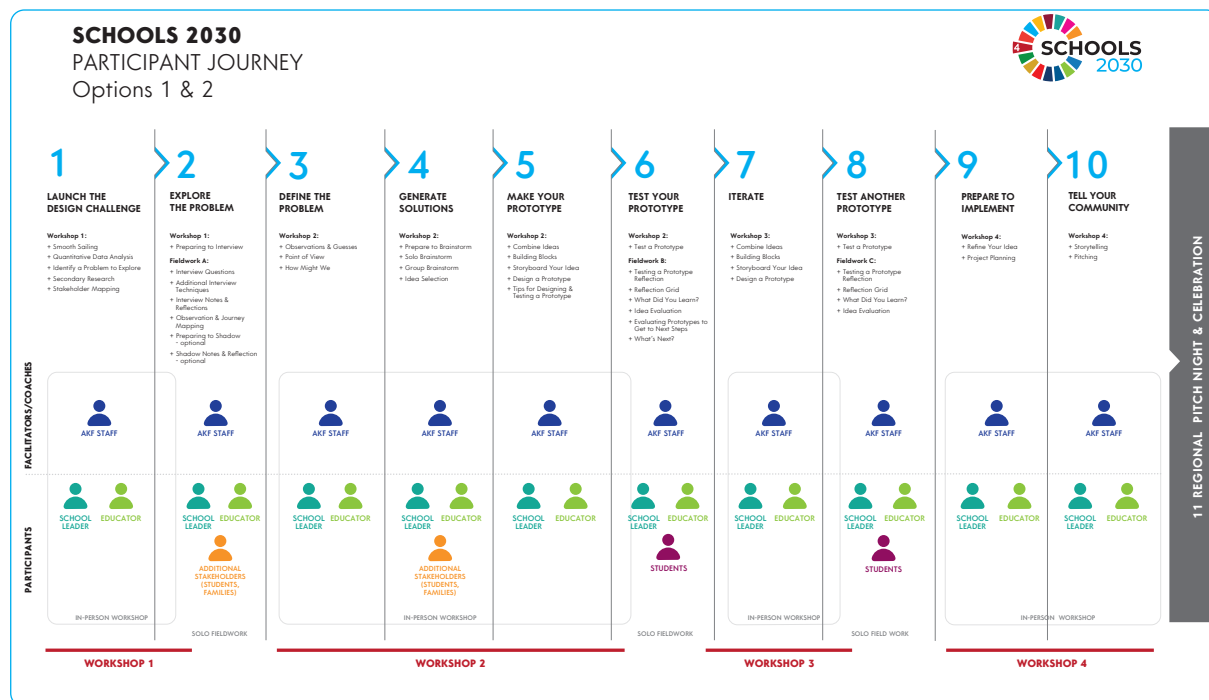 SCHOOLS 2030
PARTICIPANT JOURNEY
Options 1 & 2
4
SCHOOLS
2030
1
LAUNCH THE
DESIGN CHALLENGE
Workshop 1:
+ Smooth Sailing
+ Quantitative Data Analysis
+ Identify a Problem to Explore
+ Secondary Research
+ Stakeholder Mapping
2
EXPLORE
THE PROBLEM
Workshop 1:
+ Preparing to Interview
Fieldwork A:
+ Interview Questions
+ Additional Interview
Techniques
+ Interview Notes &
Reflections
+ Observation & Journey
Mapping
+ Preparing to Shadow
- optional
+ Shadow Notes & Reflection
- optional
3
DEFINE THE
PROBLEM
Workshop 2:
+ Observations & Guesses
+ Point of View
+ How Might We
4
GENERATE
SOLUTIONS
Workshop 2:
+ Prepare to Brainstorm
+ Solo Brainstorm
+ Group Brainstorm
+ Idea Selection
5
MAKE YOUR
PROTOTYPE
Workshop 2:
+ Combine Ideas
+ Building Blocks
+ Storyboard Your Idea
+ Design a Prototype
+ Tips for Designing &
Testing a Prototype
6
TEST YOUR
PROTOTYPE
Workshop 2:
+ Test a Prototype
Fieldwork B:
+ Testing a Prototype
Reflection
+ Reflection Grid
+ What Did You Learn?
+ Idea Evaluation
+ Evaluating Prototypes to
Get to Next Steps
+ What's Next?
7
ITERATE
Workshop 3:
+ Combine Ideas
+ Building Blocks
+ Storyboard Your Idea
+ Design a Prototype
8
TEST ANOTHER
PROTOTYPE
Workshop 3:
+ Test a Prototype
Fieldwork C:
+ Testing a Prototype
Reflection
+ Reflection Grid
+ What Did You Learn?
+ Idea Evaluation
9
PREPARE TO
IMPLEMENT
Workshop 4:
+ Refine Your Idea
+ Project Planning
10
TELL YOUR
COMMUNITY
Workshop 4:
+ Storytelling
+ Pitching
11 REGIONAL PITCH NIGHT & CELEBRATION
FACILITATORS/COACHES
AKF STAFF
AKF STAFF
AKF STAFF
AKF STAFF
AKF STAFF
AKF STAFF
AKF STAFF
AKF STAFF
AKF STAFF
AKF STAFF
PARTICIPANTS
SCHOOL
LEADER
EDUCATOR
SCHOOL
LEADER
EDUCATOR
ADDITIONAL
STAKEHOLDERS
(STUDENTS,
FAMILIES)
SCHOOL
LEADER
EDUCATOR
SCHOOL
LEADER
EDUCATOR
ADDITIONAL
STAKEHOLDERS
(STUDENTS,
FAMILIES)
SCHOOL
LEADER
EDUCATOR
SCHOOL
LEADER
EDUCATOR
STUDENTS
SCHOOL
LEADER
EDUCATOR
SCHOOL
LEADER
EDUCATOR
STUDENTS
SCHOOL
LEADER
EDUCATOR
SCHOOL
LEADER
EDUCATOR
IN-PERSON WORKSHOP
SOLO FIELDWORK
IN-PERSON WORKSHOP
SOLO FIELDWORK
IN-PERSON WORKSHOP
SOLO FIELD WORK
IN-PERSON WORKSHOP
WORKSHOP 1
WORKSHOP 2
WORKSHOP 3
WORKSHOP 4